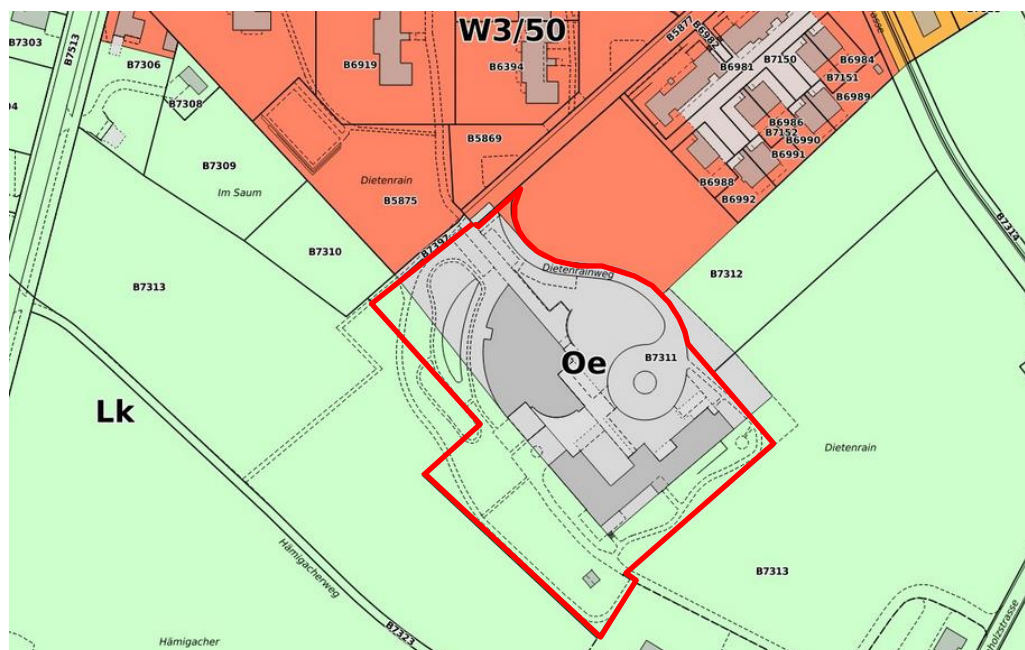 B7303
B7513
B7306
B7308
B7309
Im Saum
B7310
B7313
W3/50
B6919
B6394
B5877
B6982
B6981
B7150
B6984
B7151
B6989
B6986
B7152
B6990
B6991
B6988
B6992
B5869
Dietenrain
B5875
B7397
Dietenrainweg
B7312
B7314
Oe
B7311
Lk
Dietenrain
B7313
Hämigacherweg
B7323
Hämigacher